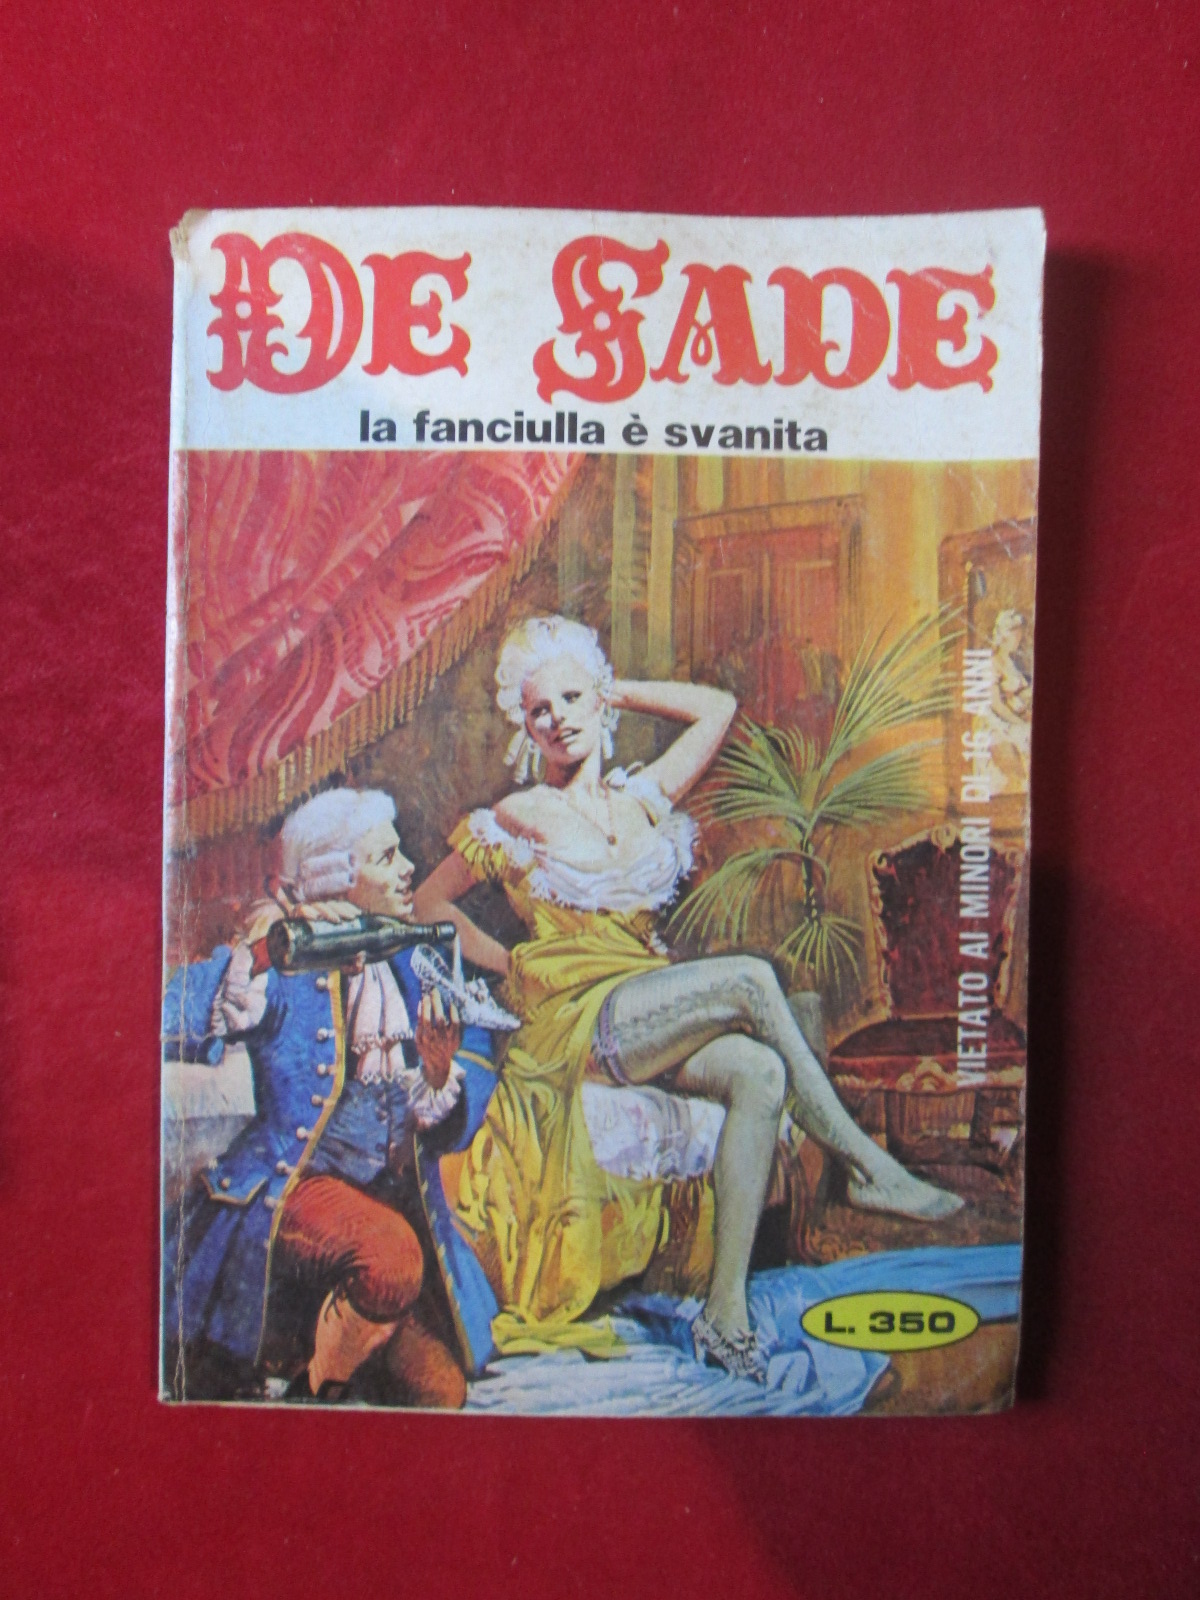 DE SADE
la fanciulla è svanita
VIETATO AI MINORI DI 16 ANNI
L. 350